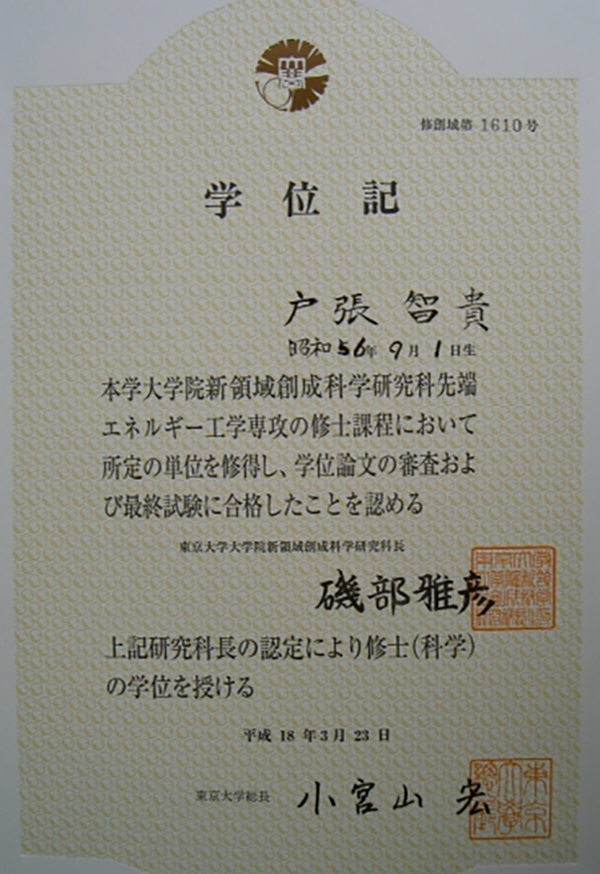 修創域第1610号
学位記
戸張智貴
昭和56年9月1日生
本学大学院新領域創成科学研究科先端
エネルギー工学専攻の修士課程において
所定の単位を修得し、学位論文の審査およ
び最終試験に合格したことを認める
東京大学大学院新領域創成科学研究科長
磯部雅彦
上記研究科長の認定により修士(科学)
の学位を授ける
平成18年3月23日
東京大学総長 小宮山宏